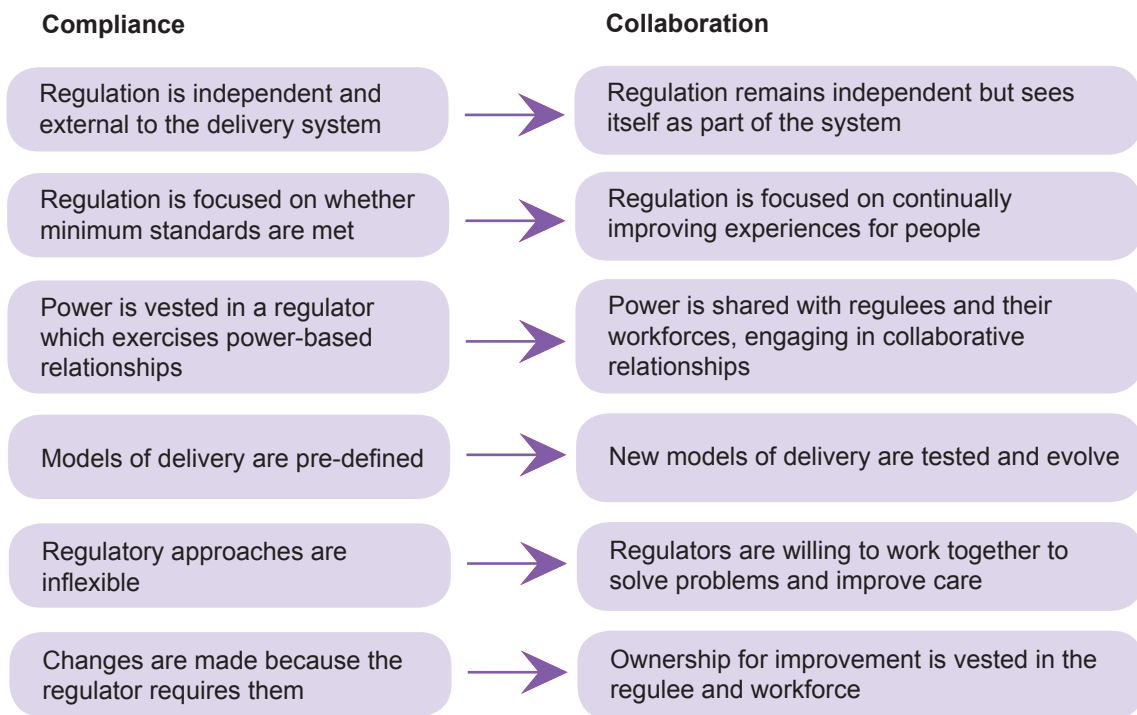 Compliance
Collaboration
Regulation is independent and
external to the delivery system
Regulation remains independent but sees
itself as part of the system
Regulation is focused on whether
minimum standards are met
Regulation is focused on continually
improving experiences for people
Power is vested in a regulator
which exercises power-based
relationships
Power is shared with regulees and their
workforces, engaging in collaborative
relationships
Models of delivery are pre-defined
New models of delivery are tested and evolve
Regulatory approaches are
inflexible
Regulators are willing to work together to
solve problems and improve care
Changes are made because the
regulator requires them
Ownership for improvement is vested in the
regulee and workforce